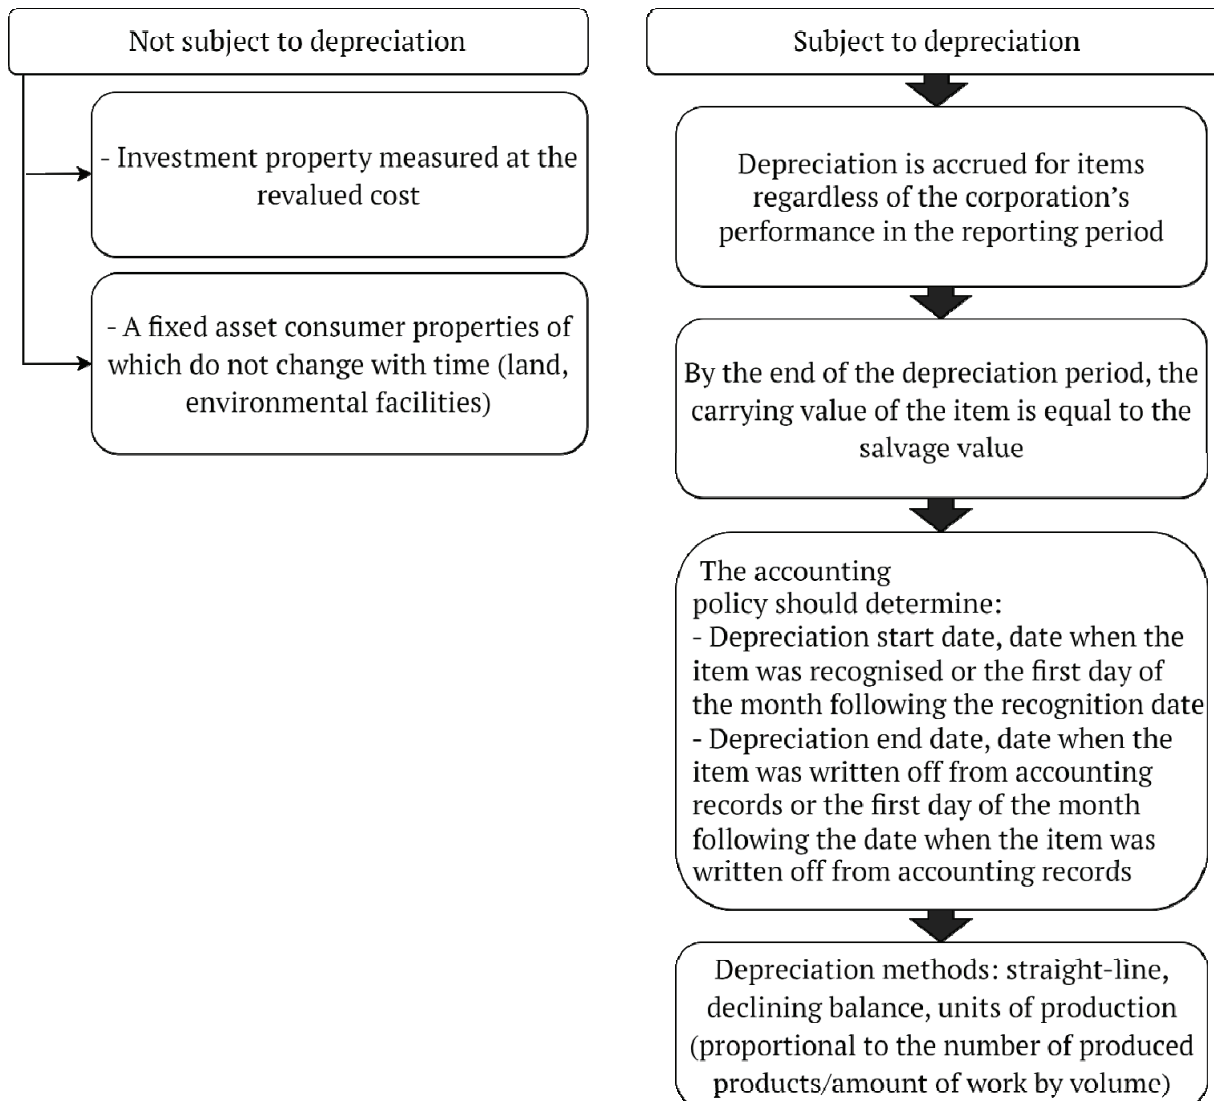 Not subject to depreciation
- Investment property measured at the
revalued cost
- A fixed asset consumer properties of
which do not change with time (land,
environmental facilities)
Subject to depreciation
Depreciation is accrued for items
regardless of the corporation's
performance in the reporting period
By the end of the depreciation period, the
carrying value of the item is equal to the
salvage value
The accounting
policy should determine:
- Depreciation start date, date when the
item was recognised or the first day of
the month following the recognition date
- Depreciation end date, date when the
item was written off from accounting
records or the first day of the month
following the date when the item was
written off from accounting records
Depreciation methods: straight-line,
declining balance, units of production
(proportional to the number of produced
products/amount of work by volume)